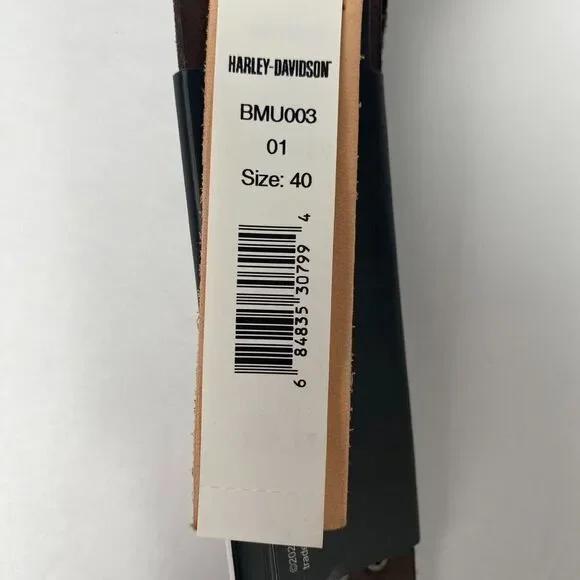 HARLEY-DAVIDSON
BMU003
01
Size: 40
6 84835 30799 4